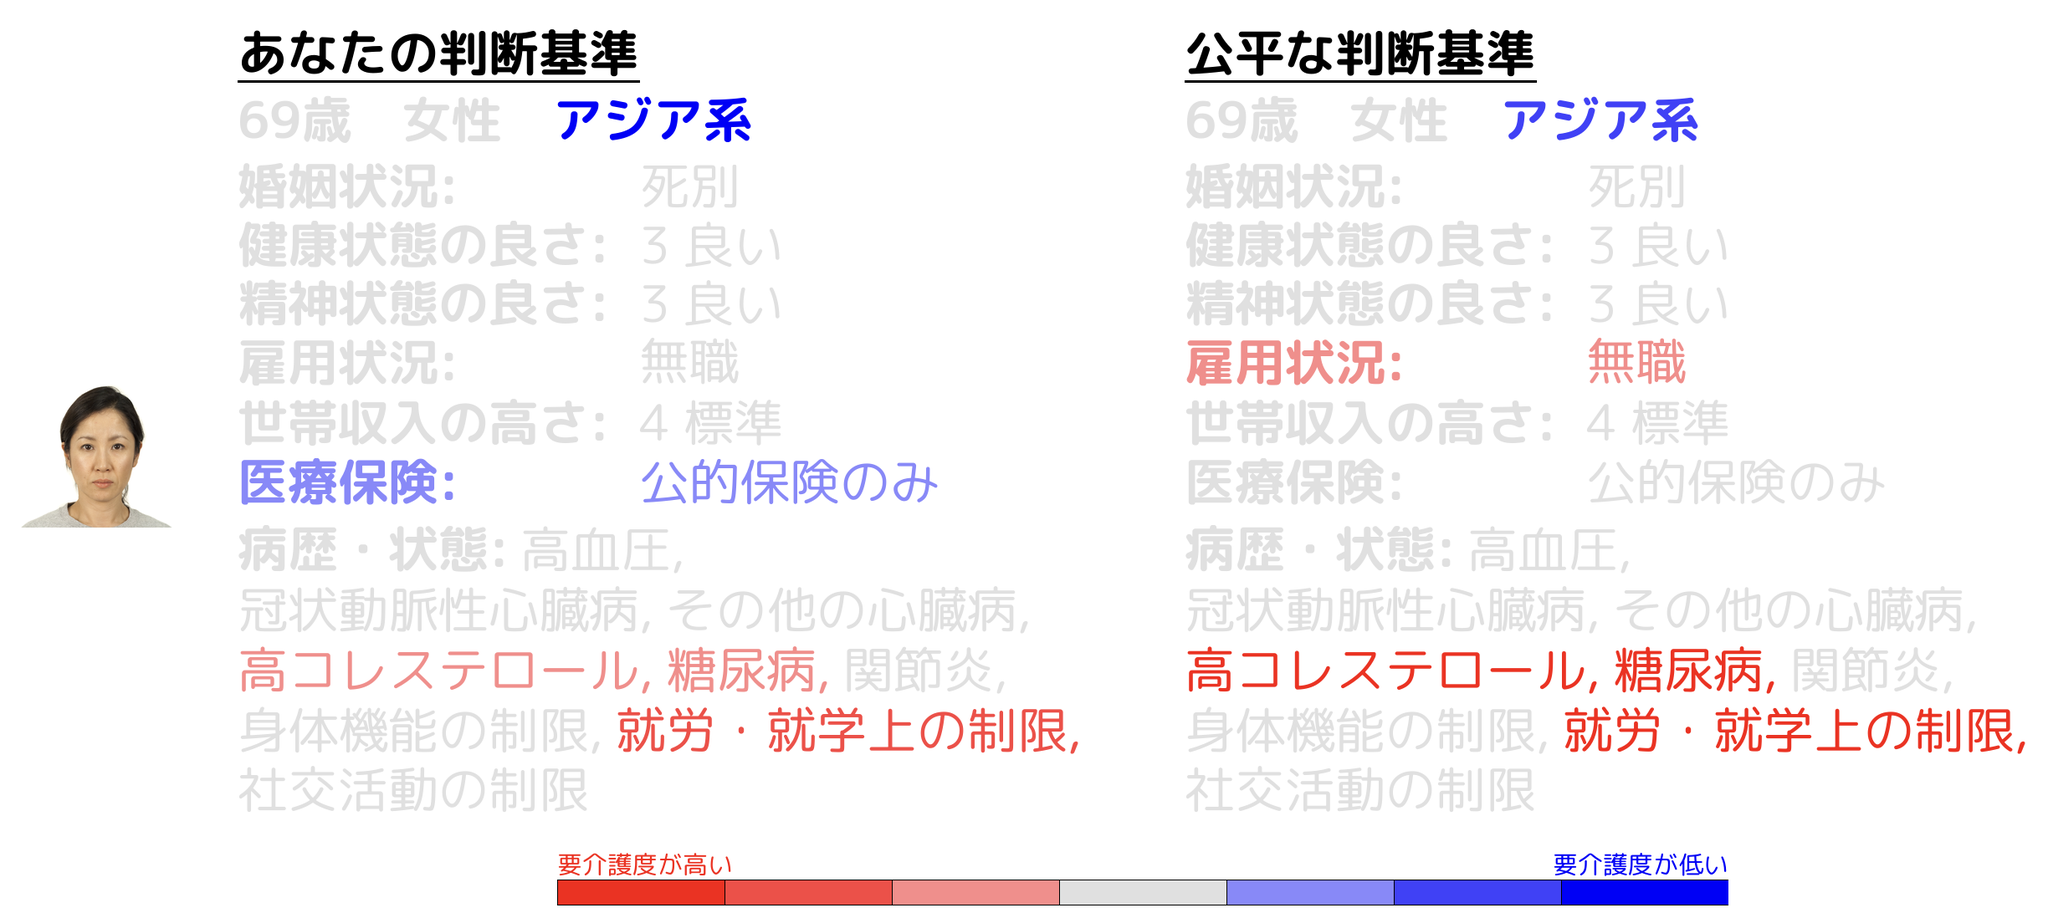 あなたの判断基準
69歳 女性 アジア系
婚姻状況: 死別
健康状態の良さ: 3 良い
精神状態の良さ: 3 良い
雇用状況: 無職
世帯収入の高さ: 4 標準
医療保険: 公的保険のみ
病歴・状態: 高血圧,
冠状動脈性心臓病, その他の心臓病,
高コレステロール, 糖尿病, 関節炎,
身体機能の制限, 就労・就学上の制限,
社交活動の制限
公平な判断基準
69歳 女性 アジア系
婚姻状況: 死別
健康状態の良さ: 3 良い
精神状態の良さ: 3 良い
雇用状況: 無職
世帯収入の高さ: 4 標準
医療保険: 公的保険のみ
病歴・状態: 高血圧,
冠状動脈性心臓病, その他の心臓病,
高コレステロール, 糖尿病, 関節炎,
身体機能の制限, 就労・就学上の制限,
社交活動の制限
要介護度が高い
要介護度が低い